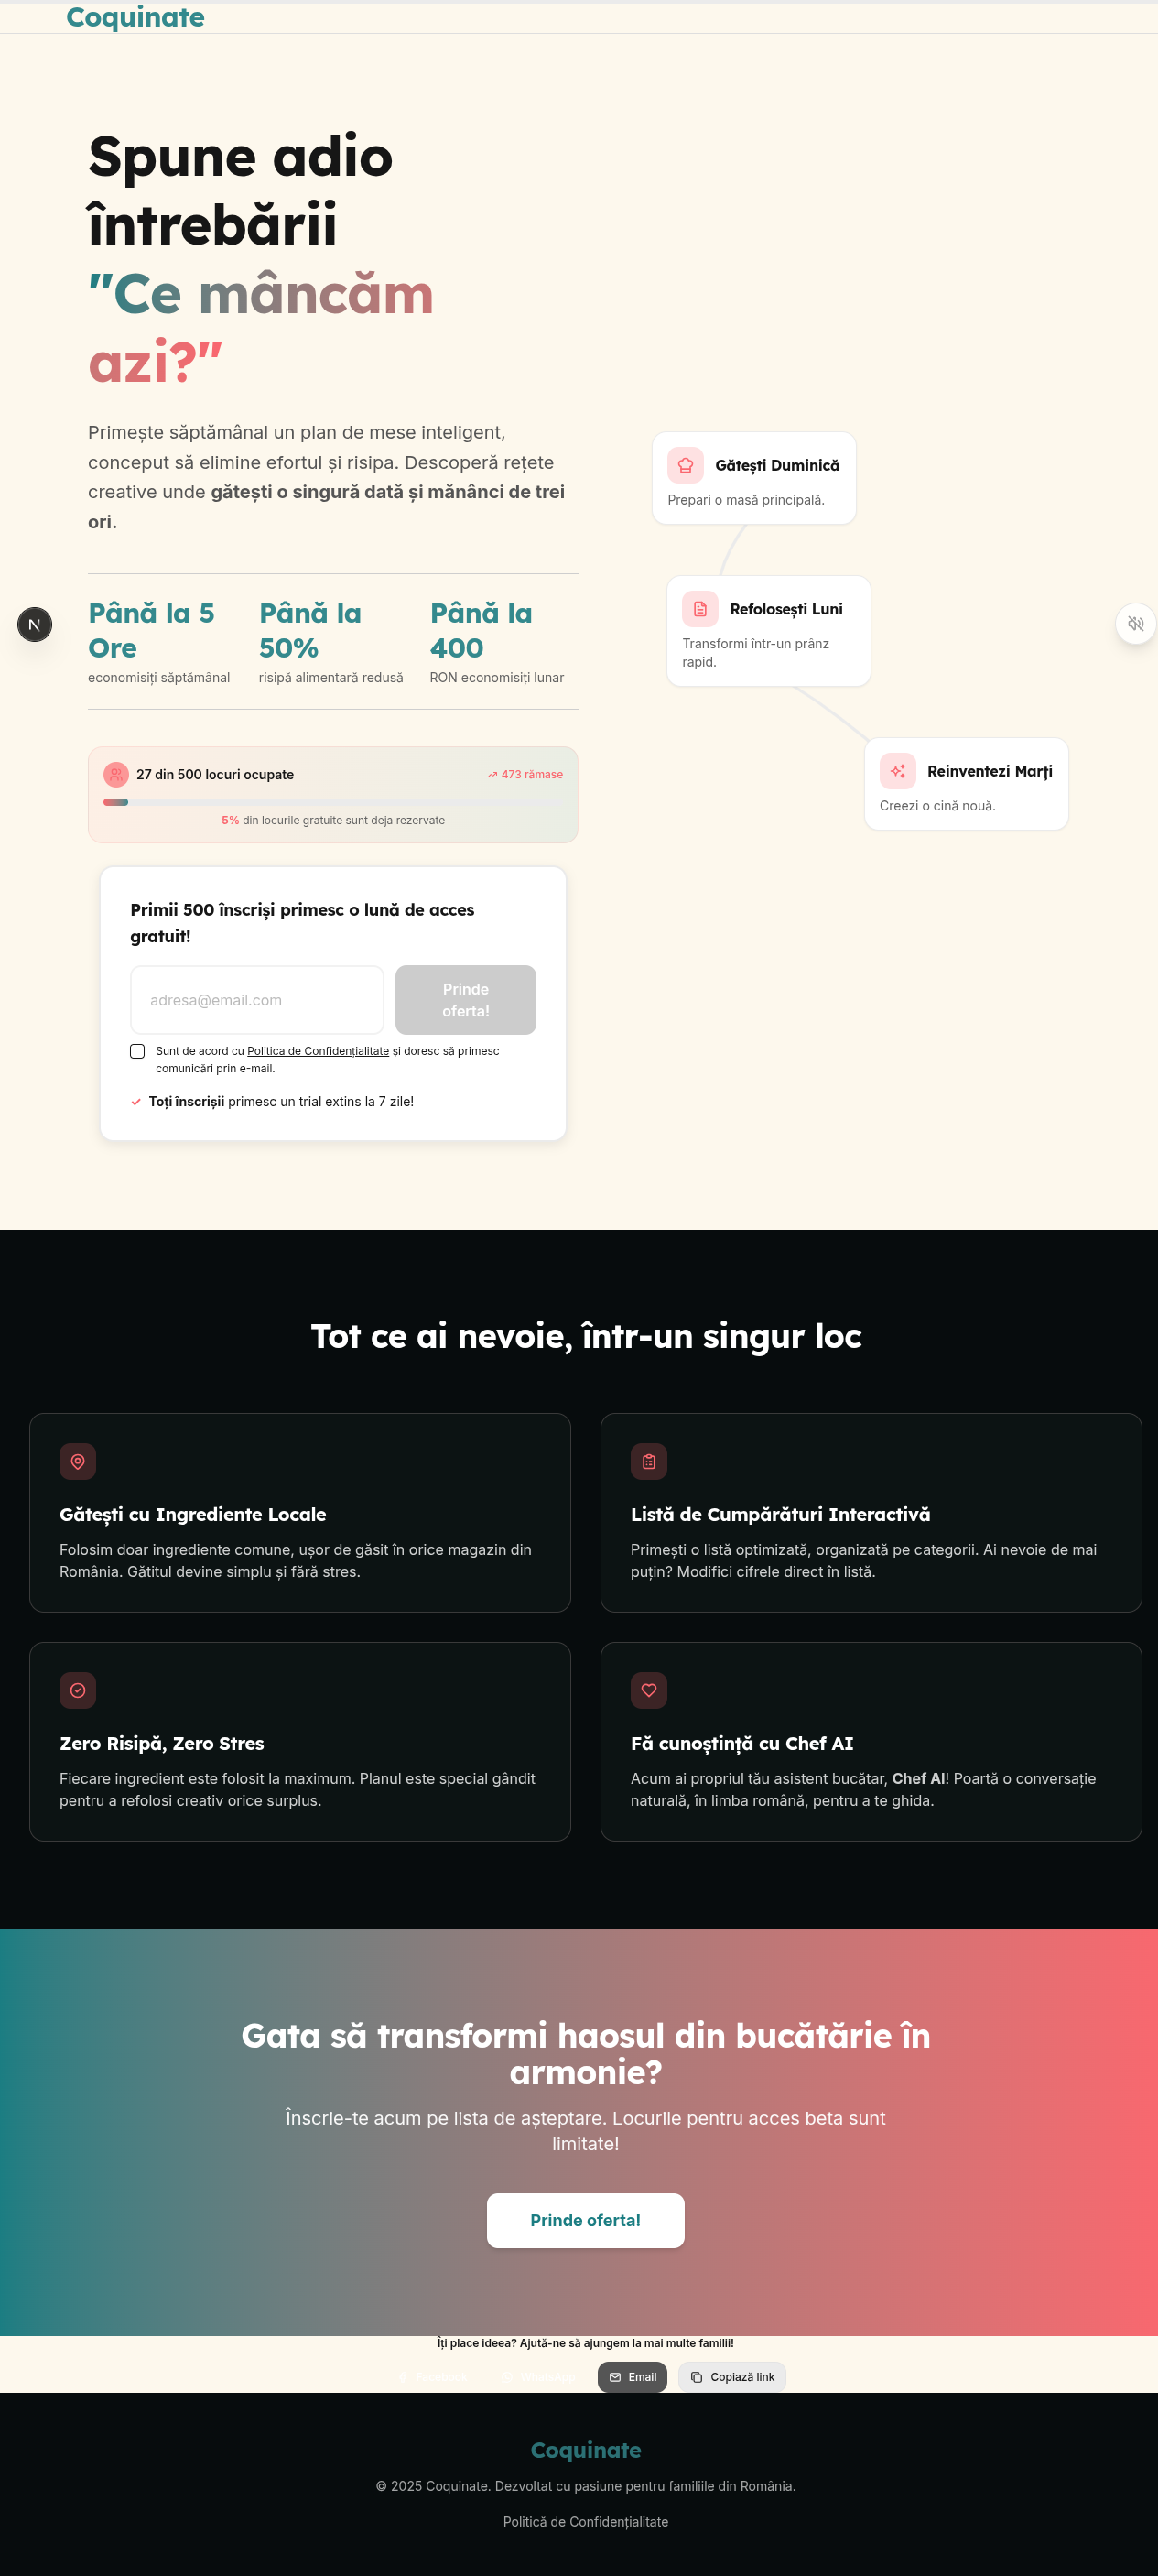 Coquinate
Spune adio
întrebării
"Ce mâncăm
azi?"
Primește săptămânal un plan de mese inteligent,
conceput să elimine efortul și risipa. Descoperă rețete
creative unde gătești o singură dată și mănânci de trei
ori.
Până la 5
Ore
economisiți săptămânal
Până la
50%
risipă alimentară redusă
Până la
400
RON economisiți lunar
27 din 500 locuri ocupate
473 rămase
5% din locurile gratuite sunt deja rezervate
Primii 500 înscriși primesc o lună de acces
gratuit!
adresa@email.com
Prinde
oferta!
Sunt de acord cu Politica de Confidențialitate și doresc să primesc
comunicări prin e-mail.
Toți înscrișii primesc un trial extins la 7 zile!
Gătești Duminică
Prepari o masă principală.
Refolosești Luni
Transformi într-un prânz
rapid.
Reinventezi Marți
Creezi o cină nouă.
N
Tot ce ai nevoie, într-un singur loc
Gătești cu Ingrediente Locale
Folosim doar ingrediente comune, ușor de găsit în orice magazin din
România. Gătitul devine simplu și fără stres.
Listă de Cumpărături Interactivă
Primești o listă optimizată, organizată pe categorii. Ai nevoie de mai
puțin? Modifici cifrele direct în listă.
Zero Risipă, Zero Stres
Fiecare ingredient este folosit la maximum. Planul este special gândit
pentru a refolosi creativ orice surplus.
Fă cunoștință cu Chef AI
Acum ai propriul tău asistent bucătar, Chef AI! Poartă o conversație
naturală, în limba română, pentru a te ghida.
Gata să transformi haosul din bucătărie în
armonie?
Înscrie-te acum pe lista de așteptare. Locurile pentru acces beta sunt
limitate!
Prinde oferta!
Îți place ideea? Ajută-ne să ajungem la mai multe familii!
Facebook
WhatsApp
Email
Copiază link
Coquinate
© 2025 Coquinate. Dezvoltat cu pasiune pentru familiile din România.
Politică de Confidențialitate